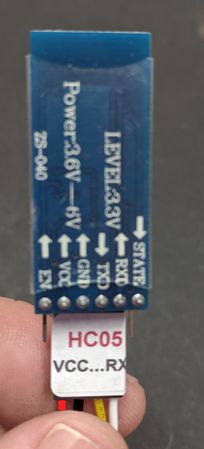 ZS-040
Power:3.6V---6V
LEVEL:3.3V
EN
VCC
GND
TXD
RXD
STATE
HC05
VCC...RX